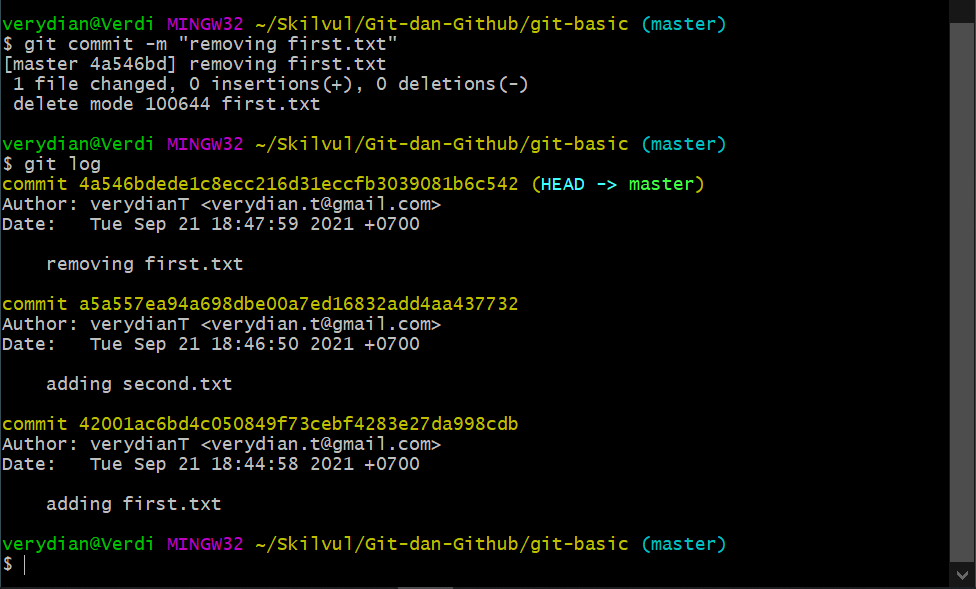 verydian@Verdi MINGW32 ~/Skilvul/Git-dan-Github/git-basic (master)
$ git commit -m "removing first.txt"
[master 4a546bd] removing first.txt
 1 file changed, 0 insertions(+), 0 deletions(-)
 delete mode 100644 first.txt

verydian@Verdi MINGW32 ~/Skilvul/Git-dan-Github/git-basic (master)
$ git log
commit 4a546bdede1c8ecc216d31eccfb3039081b6c542 (HEAD -> master)
Author: verydianT <verydian.t@gmail.com>
Date:   Tue Sep 21 18:47:59 2021 +0700

    removing first.txt

commit a5a557ea94a698dbe00a7ed16832add4aa437732
Author: verydianT <verydian.t@gmail.com>
Date:   Tue Sep 21 18:46:50 2021 +0700

    adding second.txt

commit 42001ac6bd4c050849f73cebf4283e27da998cdb
Author: verydianT <verydian.t@gmail.com>
Date:   Tue Sep 21 18:44:58 2021 +0700

    adding first.txt

verydian@Verdi MINGW32 ~/Skilvul/Git-dan-Github/git-basic (master)
$